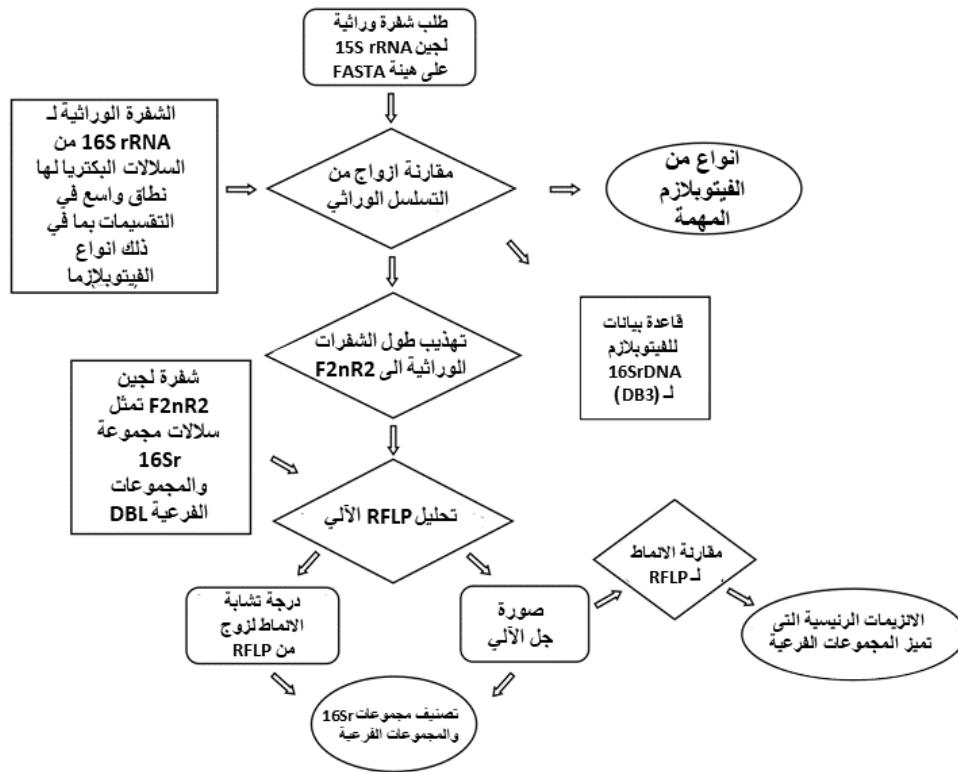 طلب شفرة وراثية
لجين 15S rRNA
على هيئة FASTA
الشفرة الوراثية لـ
16S rRNA من
السلالات البكتريا لها
نطاق واسع في
التقسيمات بما في
ذلك انواع
الفيتوبلازما
مقارنة ازواج من
التسلسل الوراثي
انواع من
الفيتوبلازم
المهمة
تهذيب طول الشفرات
الوراثية الى F2nR2
قاعدة بيانات
للفيتوبلازم
16SrDNA
لـ (DB3)
شفرة لجين
F2nR2 تمثل
سلالات مجموعة
16Sr
والمجموعات
الفرعية DBL
تحليل RFLP الآلي
مقارنة الانماط
لـ RFLP
درجة تشابة
الانماط لزوج
من RFLP
صورة
جل الآلي
الانزيمات الرئيسية التى
تميز المجموعات الفرعية
تصنيف مجموعات 16Sr
والمجموعات الفرعية